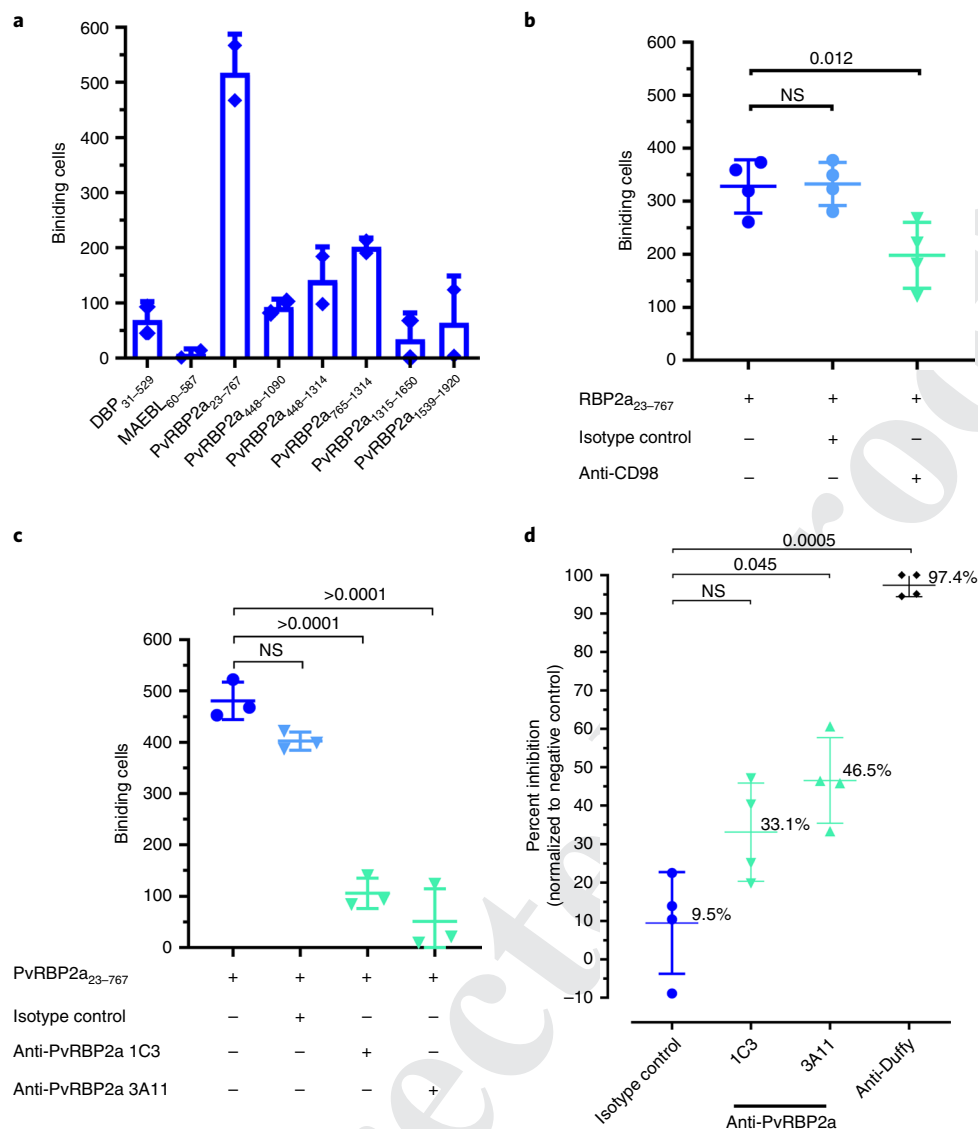 a
600
500
400
300
200
100
0
Biniding cells
DBP31–529
MAEBL60–587
PvRBP2a23–767
PvRBP2a448–1090
PvRBP2a448–1314
PvRBP2a765–1314
PvRBP2a1315–1650
PvRBP2a1539–1920
b
600
500
400
300
200
100
0
Biniding cells
0.012
NS
RBP2a23–767 + + +
Isotype control – + –
Anti-CD98 – – +
c
600
500
400
300
200
100
0
Biniding cells
>0.0001
>0.0001
NS
PvRBP2a23–767 + + + +
Isotype control – + – –
Anti-PvRBP2a 1C3 – – + –
Anti-PvRBP2a 3A11 – – – +
d
100
90
80
70
60
50
40
30
20
10
0
–10
Percent inhibition
(normalized to negative control)
0.0005
0.045
NS
9.5%
33.1%
46.5%
97.4%
Isotype control
1C3
3A11
Anti-Duffy
Anti-PvRBP2a